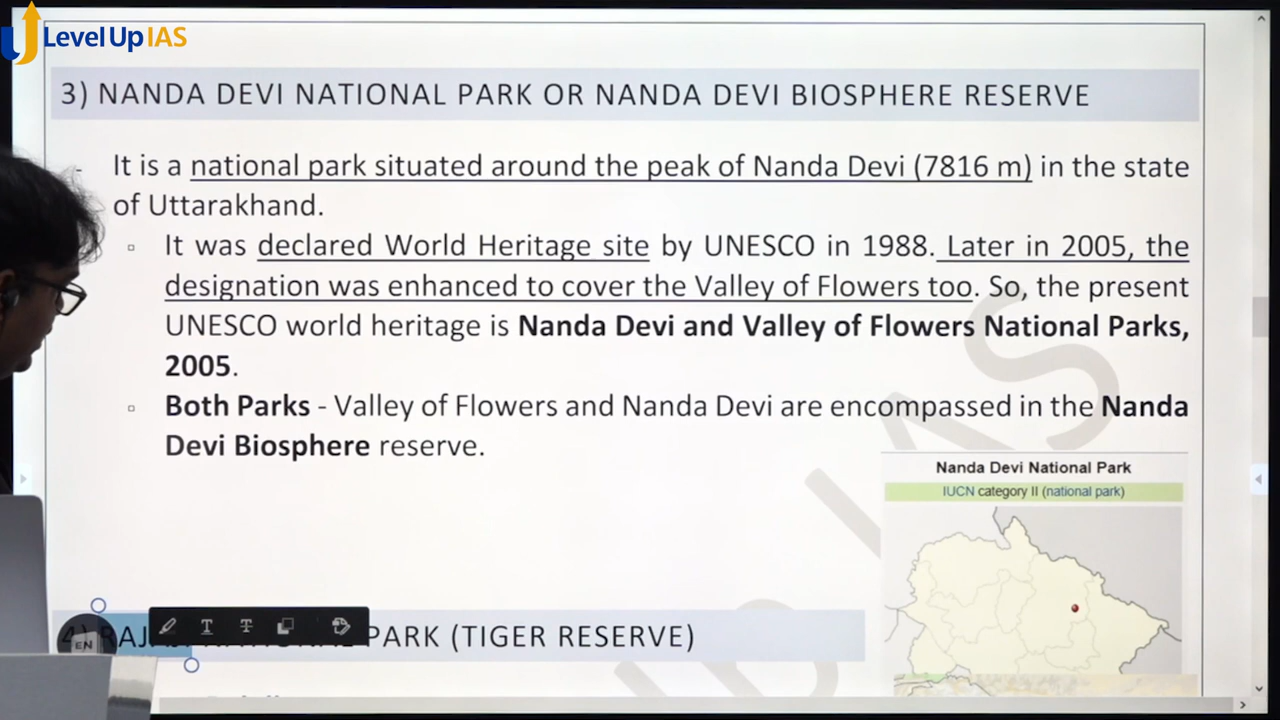 Level Up IAS
3) NANDA DEVI NATIONAL PARK OR NANDA DEVI BIOSPHERE RESERVE
- It is a national park situated around the peak of Nanda Devi (7816 m) in the state
of Uttarakhand.
It was declared World Heritage site by UNESCO in 1988. Later in 2005, the
designation was enhanced to cover the Valley of Flowers too. So, the present
UNESCO world heritage is Nanda Devi and Valley of Flowers National Parks,
2005.
Both Parks - Valley of Flowers and Nanda Devi are encompassed in the Nanda
Devi Biosphere reserve.
Nanda Devi National Park
IUCN category II (national park)
EN
PARK (TIGER RESERVE)
IAS